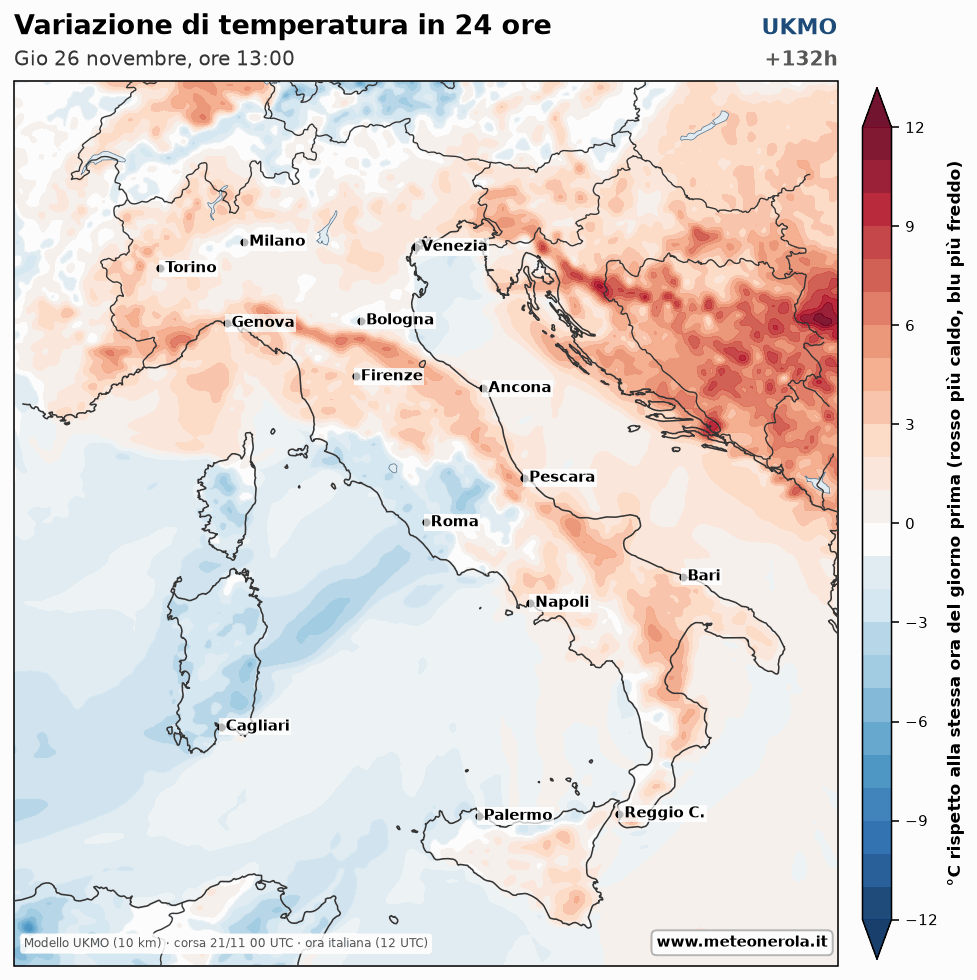 Variazione di temperatura in 24 ore
UKMO
Gio 26 novembre, ore 13:00
+132h
Milano
Venezia
Torino
Genova
Bologna
Firenze
Ancona
Pescara
Roma
Bari
Napoli
Cagliari
Palermo
Reggio C.
12
9
6
3
0
−3
−6
−9
−12
°C rispetto alla stessa ora del giorno prima (rosso più caldo, blu più freddo)
Modello UKMO (10 km) · corsa 21/11 00 UTC · ora italiana (12 UTC)
www.meteonerola.it